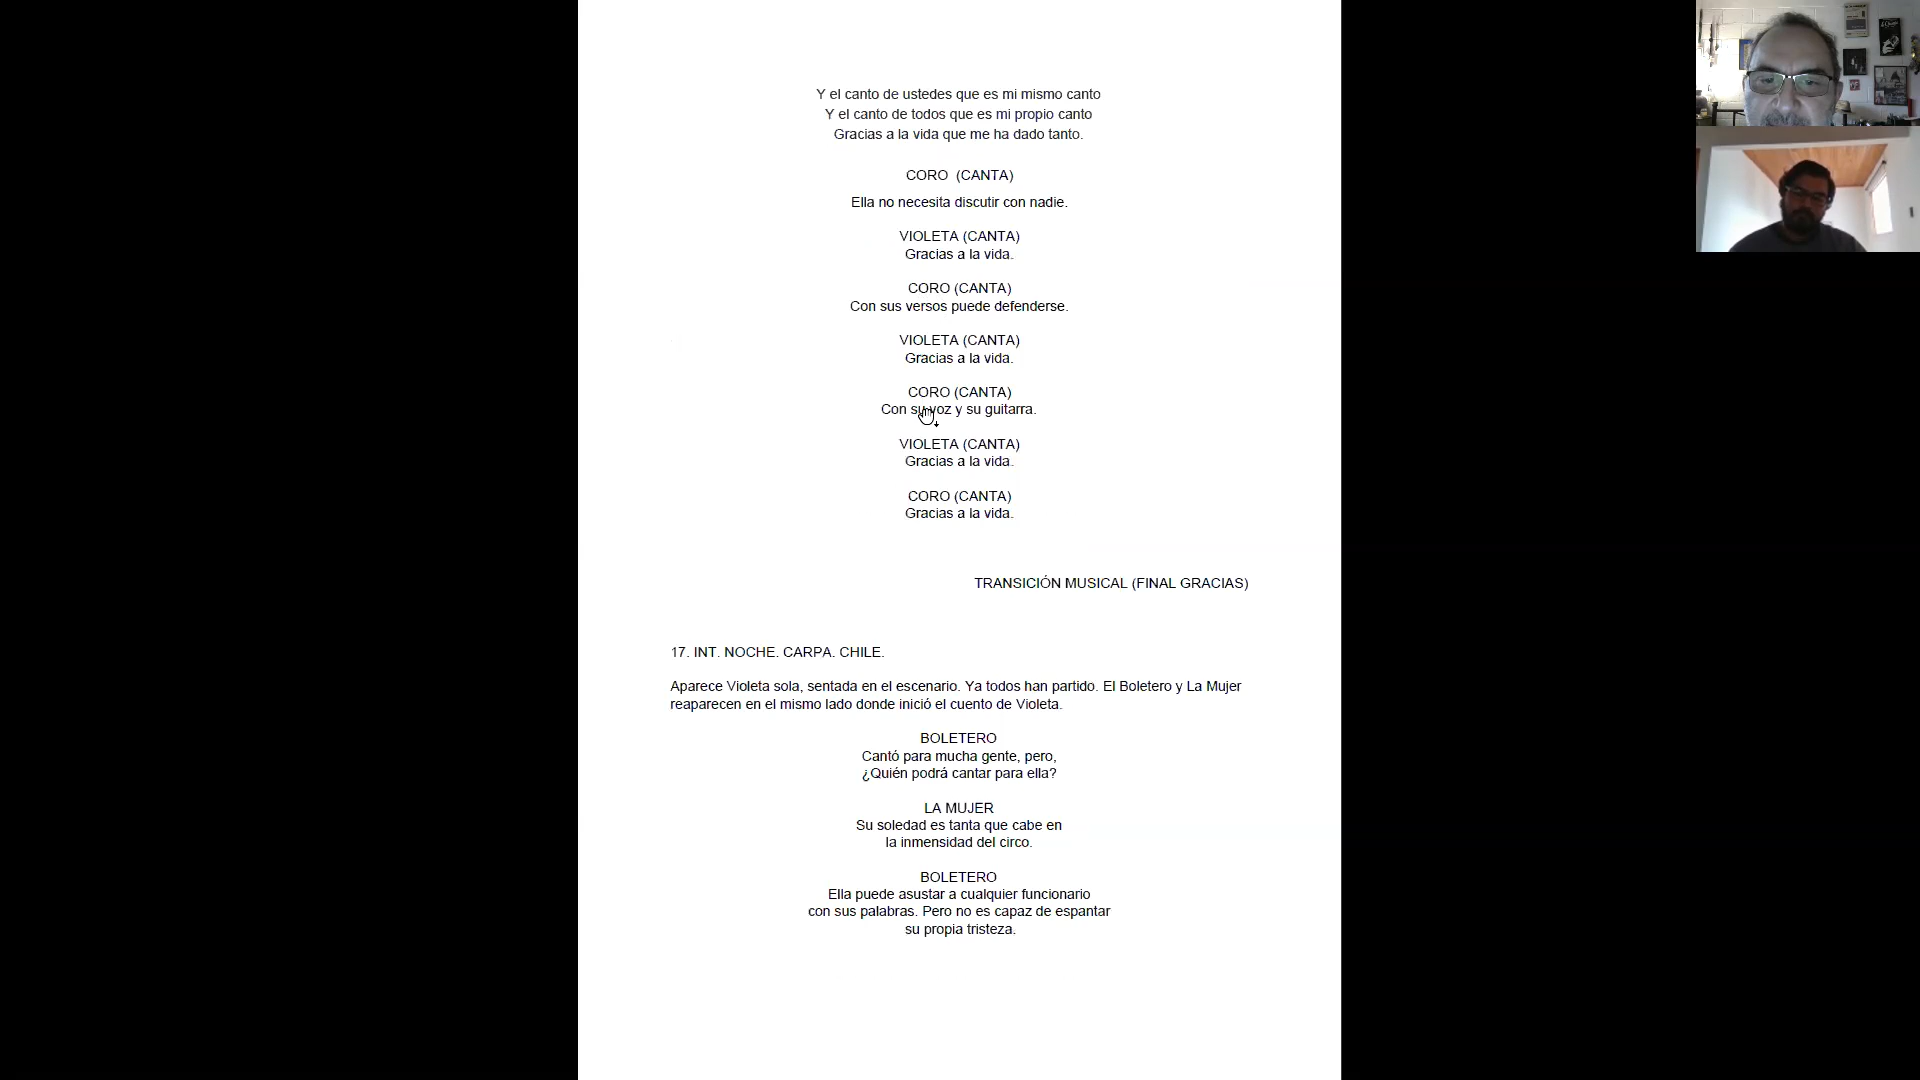 Y el canto de ustedes que es mi mismo canto
Y el canto de todos que es mi propio canto
Gracias a la vida que me ha dado tanto.
CORO (CANTA)
Ella no necesita discutir con nadie.
VIOLETA (CANTA)
Gracias a la vida.
CORO (CANTA)
Con sus versos puede defenderse.
VIOLETA (CANTA)
Gracias a la vida.
CORO (CANTA)
Con su voz y su guitarra.
VIOLETA (CANTA)
Gracias a la vida.
CORO (CANTA)
Gracias a la vida.
TRANSICIÓN MUSICAL (FINAL GRACIAS)
17. INT. NOCHE. CARPA. CHILE.
Aparece Violeta sola, sentada en el escenario. Ya todos han partido. El Boletero y La Mujer
reaparecen en el mismo lado donde inició el cuento de Violeta.
BOLETERO
Cantó para mucha gente, pero,
¿Quién podrá cantar para ella?
LA MUJER
Su soledad es tanta que cabe en
la inmensidad del circo.
BOLETERO
Ella puede asustar a cualquier funcionario
con sus palabras. Pero no es capaz de espantar
su propia tristeza.